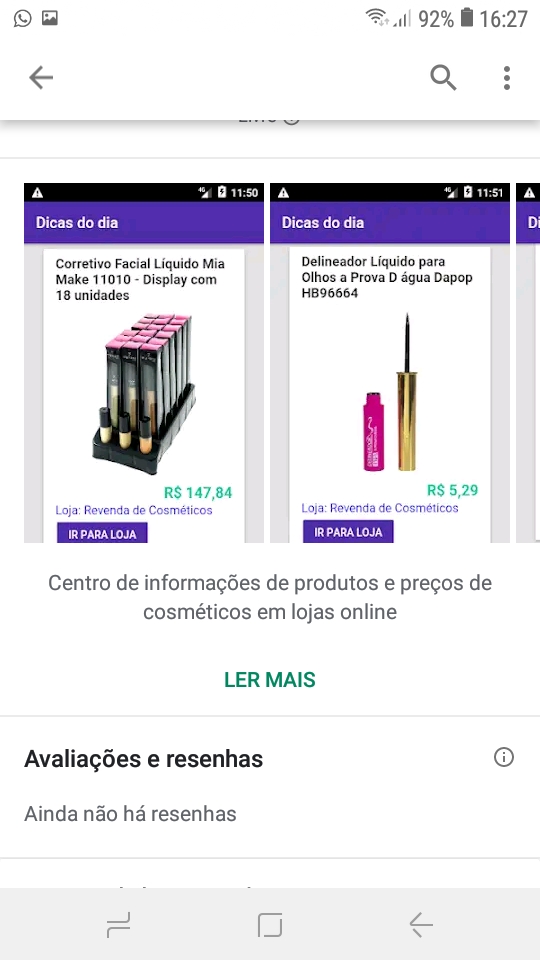 92% 16:27
11:50
Dicas do dia
Corretivo Facial Líquido Mia
Make 11010 - Display com
18 unidades
R$ 147,84
Loja: Revenda de Cosméticos
IR PARA LOJA
11:51
Dicas do dia
Delineador Líquido para
Olhos a Prova D água Dapop
HB96664
R$ 5,29
Loja: Revenda de Cosméticos
IR PARA LOJA
Di
Centro de informações de produtos e preços de
cosméticos em lojas online
LER MAIS
Avaliações e resenhas
Ainda não há resenhas